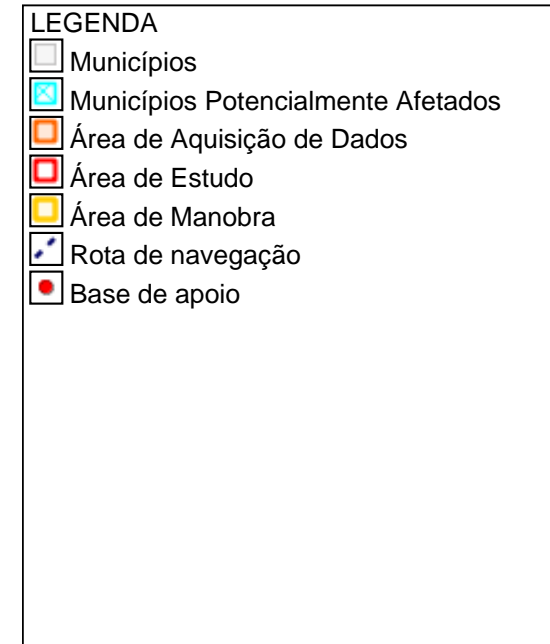 LEGENDA
Municípios
Municípios Potencialmente Afetados
Área de Aquisição de Dados
Área de Estudo
Área de Manobra
Rota de navegação
Base de apoio